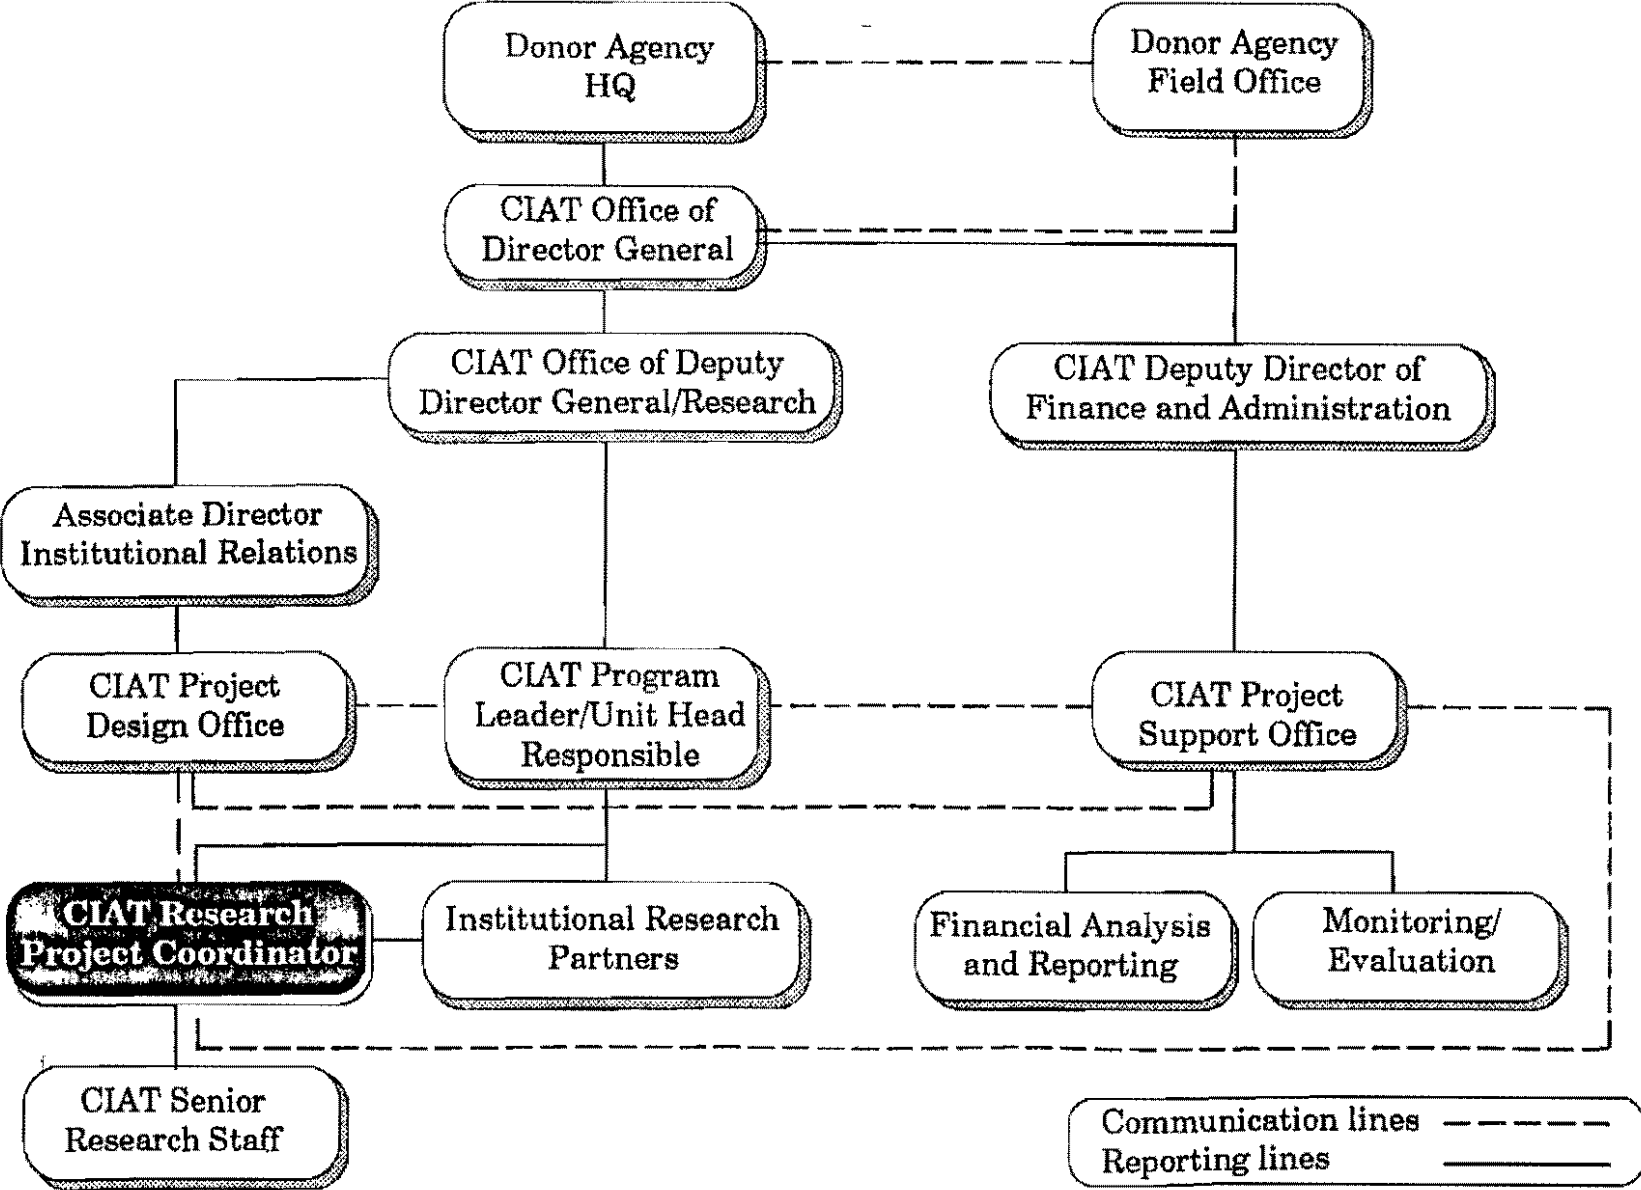 Donor Agency
HQ
Donor Agency
Field Office
CIAT Office of
Director General
CIAT Office of Deputy
Director General/Research
CIAT Deputy Director of
Finance and Administration
Associate Director
Institutional Relations
CIAT Project
Design Office
CIAT Program
Leader/Unit Head
Responsible
CIAT Project
Support Office
CIAT Research
Project Coordinator
Institutional Research
Partners
Financial Analysis
and Reporting
Monitoring/
Evaluation
CIAT Senior
Research Staff
Communication lines
Reporting lines